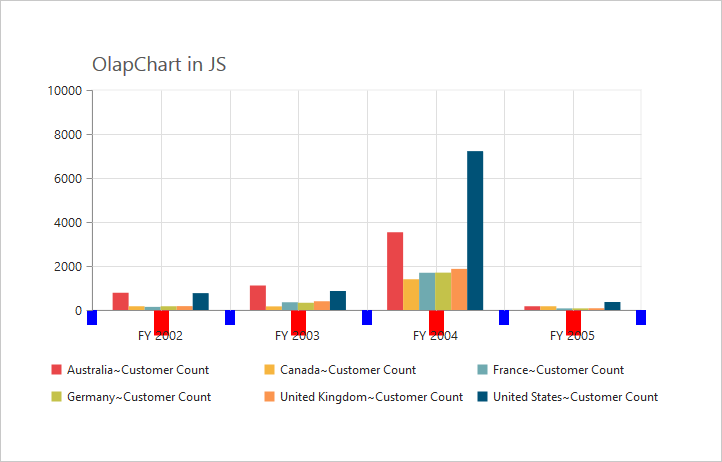 OlapChart in JS
10000
8000
6000
4000
2000
0
FY 2002 FY 2003 FY 2004 FY 2005
Australia~Customer Count Canada~Customer Count France~Customer Count
Germany~Customer Count United Kingdom~Customer Count United States~Customer Count